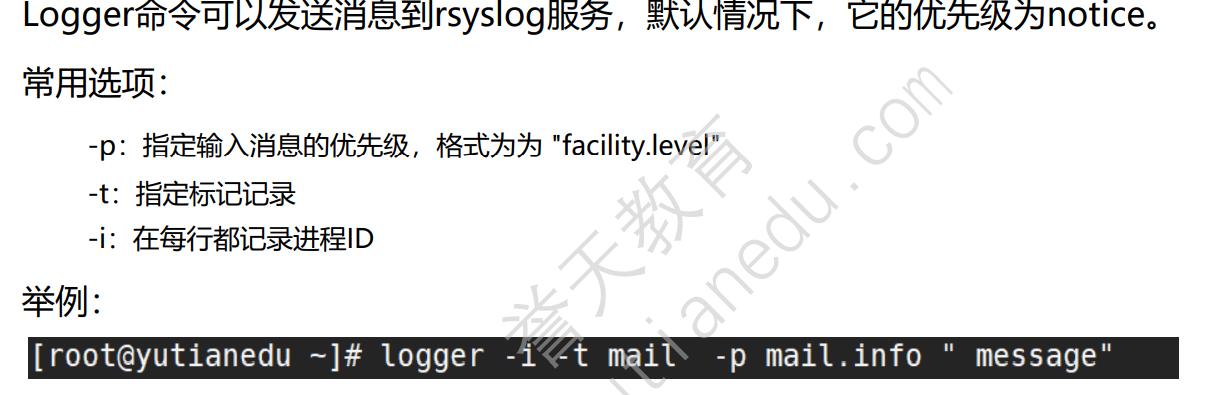 Logger命令可以发送消息到rsyslog服务，默认情况下，它的优先级为notice。
常用选项：
-p：指定输入消息的优先级，格式为为 "facility.level"
-t：指定标记记录
-i：在每行都记录进程ID
举例：
[root@yutianedu ~]# logger -i -t mail  -p mail.info " message"
誉天教育
utianedu.com